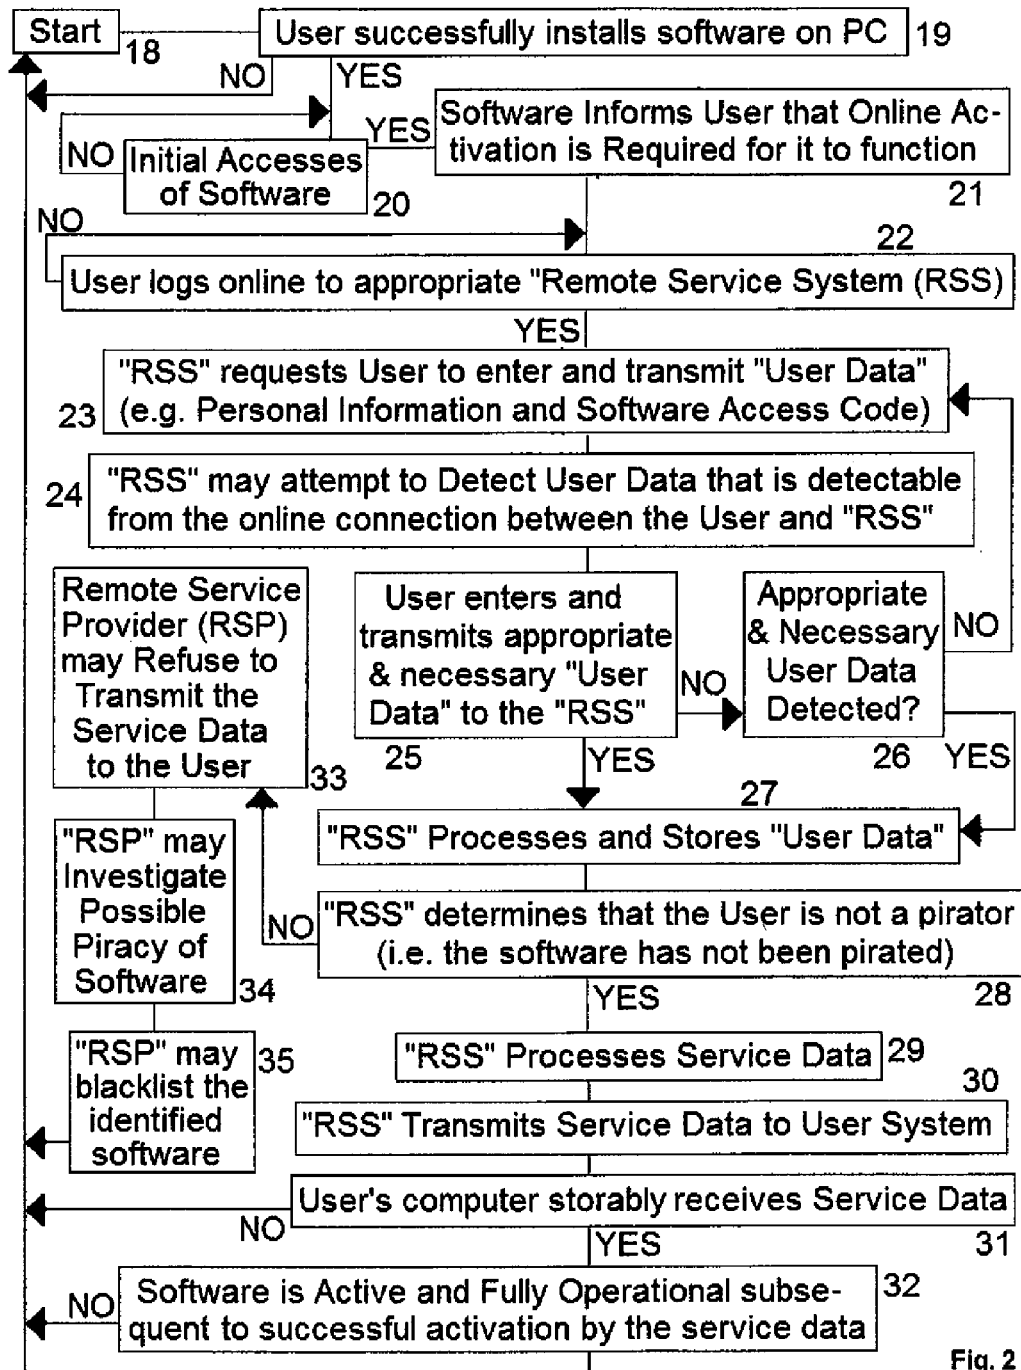 Start
18
User successfully installs software on PC
19
NO
YES
Software Informs User that Online Ac-
tivation is Required for it to function
21
YES
NO
Initial Accesses
of Software
20
NO
22
User logs online to appropriate "Remote Service System (RSS)
YES
"RSS" requests User to enter and transmit "User Data"
(e.g. Personal Information and Software Access Code)
23
24
"RSS" may attempt to Detect User Data that is detectable
from the online connection between the User and "RSS"
Remote Service
Provider (RSP)
may Refuse to
Transmit the
Service Data
to the User
33
User enters and
transmits appropriate
& necessary "User
Data" to the "RSS"
25
NO
YES
Appropriate
& Necessary
User Data
Detected?
26
NO
YES
27
"RSS" Processes and Stores "User Data"
"RSP" may
Investigate
Possible
Piracy of
Software
34
NO
"RSS" determines that the User is not a pirator
(i.e. the software has not been pirated)
28
YES
"RSP" may
blacklist the
identified
software
35
"RSS" Processes Service Data
29
30
"RSS" Transmits Service Data to User System
User's computer storably receives Service Data
31
NO
YES
NO
Software is Active and Fully Operational subse-
quent to successful activation by the service data
32
Fig. 2